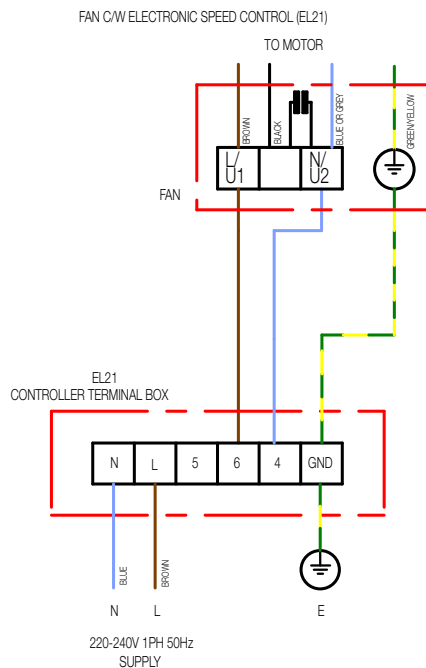 FAN C/W ELECTRONIC SPEED CONTROL (EL21)
TO MOTOR
BROWN
BLACK
BLUE OR GREY
GREEN/YELLOW
L/
U1
N/
U2
FAN
EL21
CONTROLLER TERMINAL BOX
N L 5 6 4 GND
BLUE
BROWN
N L E
220-240V 1PH 50Hz
SUPPLY